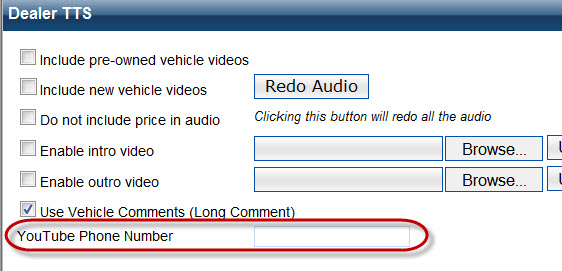 Dealer TTS
Include pre-owned vehicle videos
Include new vehicle videos Redo Audio
Do not include price in audio Clicking this button will redo all the audio
Enable intro video Browse...
Enable outro video Browse...
Use Vehicle Comments (Long Comment)
YouTube Phone Number